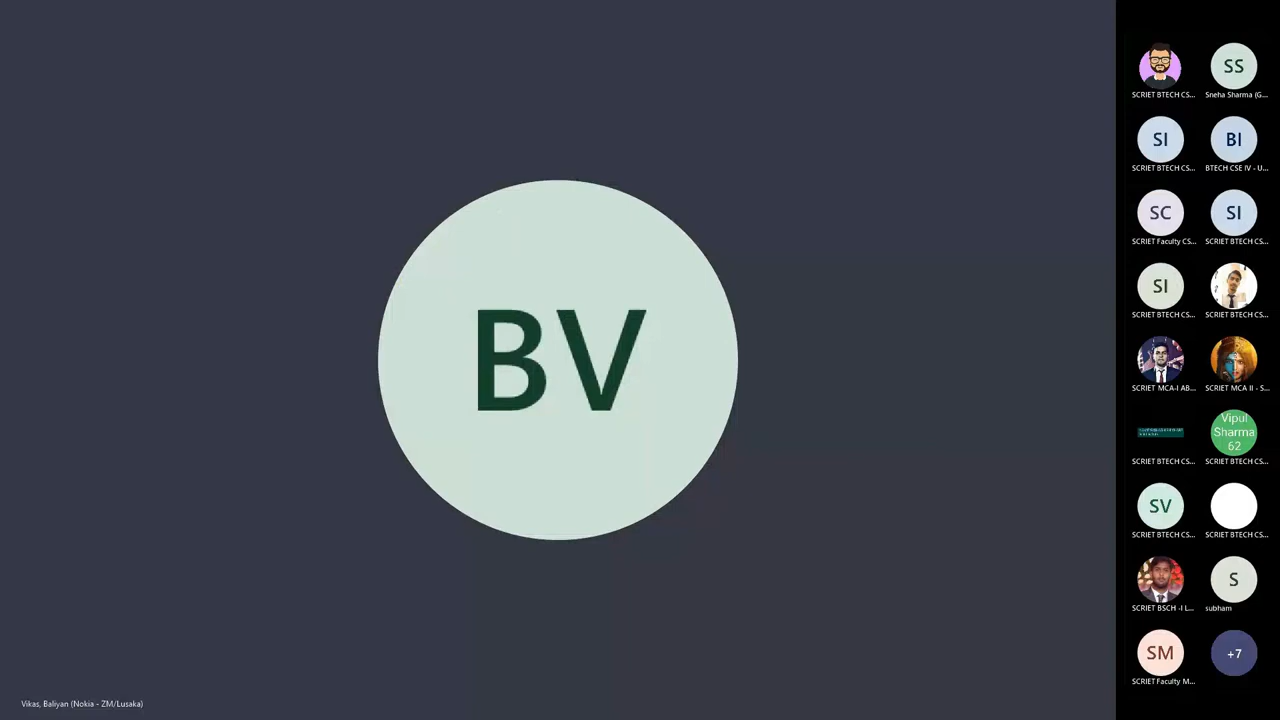 BV
Vikas, Baliyan (Nokia - ZM/Lusaka)
SCRIET BTECH CS...
SS
Sneha Sharma (G...
SI
SCRIET BTECH CS...
BI
BTECH CSE IV - U...
SC
SCRIET Faculty CS...
SI
SCRIET BTECH CS...
SI
SCRIET BTECH CS...
SCRIET BTECH CS...
SCRIET MCA-I AB...
SCRIET MCA II - S...
SCRIET BTECH CS...
Vipul
Sharma
62
SCRIET BTECH CS...
SV
SCRIET BTECH CS...
SCRIET BTECH CS...
SCRIET BSCH -I L...
S
subham
SM
SCRIET Faculty M...
+7